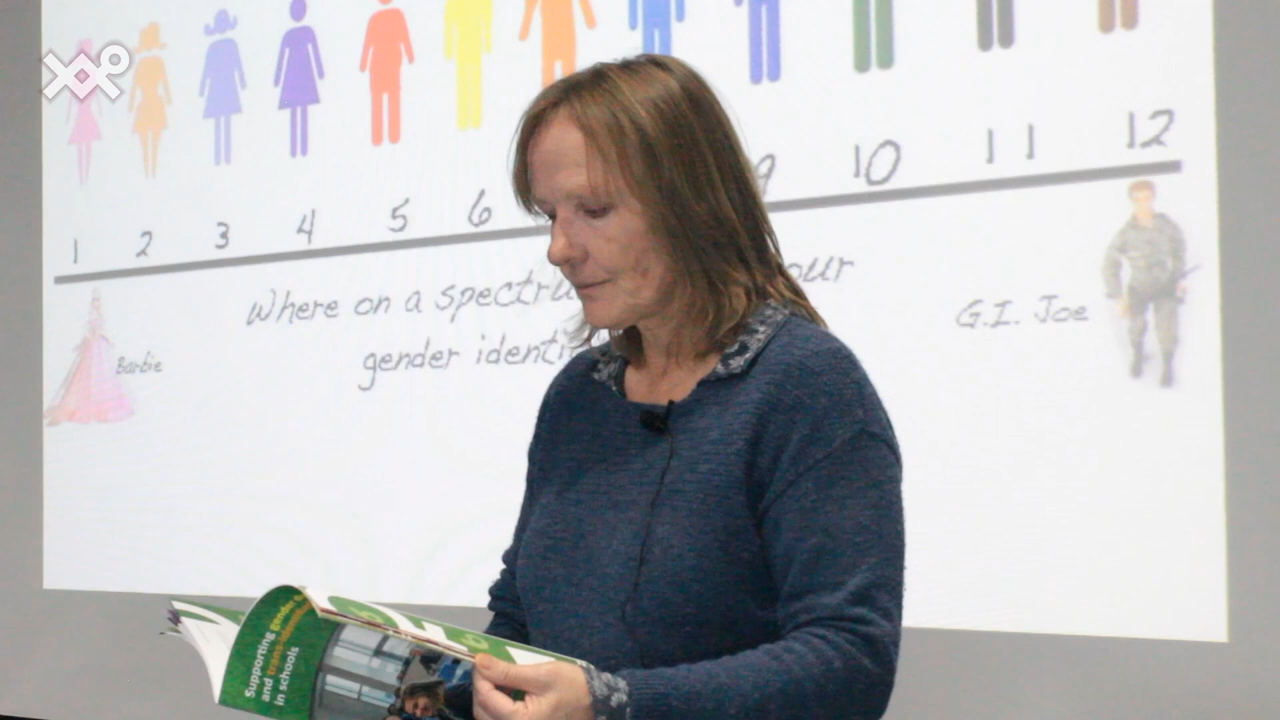 1 2 3 4 5 6 9 10 11 12
Where on a spectru our
gender identi
Barbie
G.I. Joe
Supporting gender
and trans
in schools